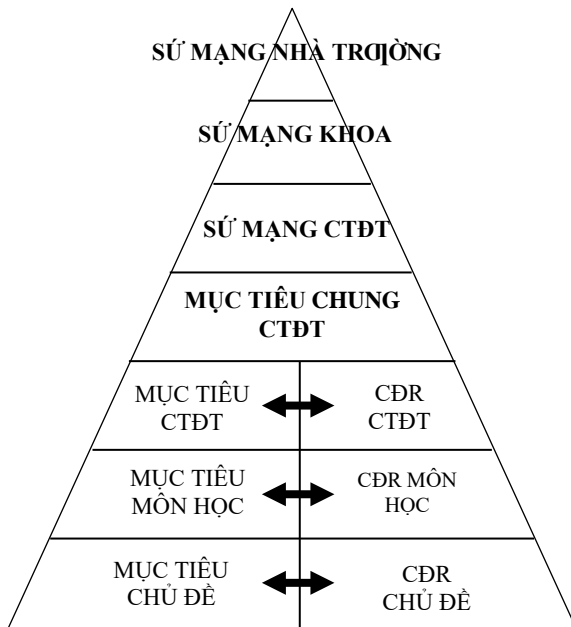 SỨ MẠNG NHÀ TRƯỜNG
SỨ MẠNG KHOA
SỨ MẠNG CTĐT
MỤC TIÊU CHUNG
CTĐT
MỤC TIÊU
CTĐT
CĐR
CTĐT
MỤC TIÊU
MÔN HỌC
CĐR MÔN
HỌC
MỤC TIÊU
CHỦ ĐỀ
CĐR
CHỦ ĐỀ